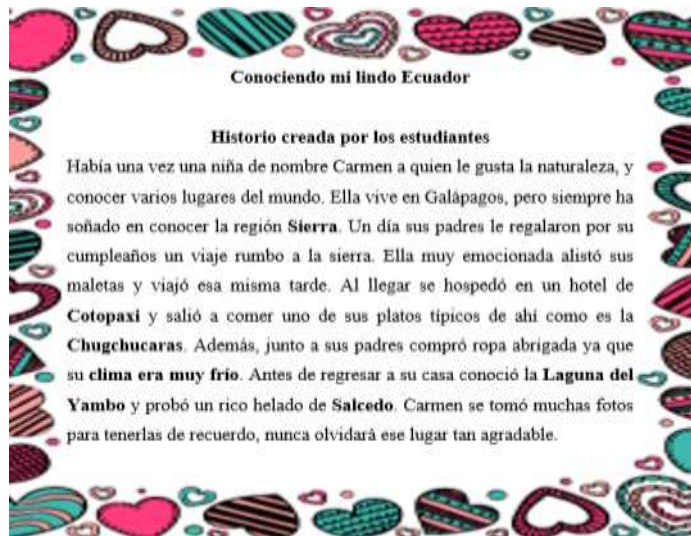 Conociendo mi lindo Ecuador
Historio creada por los estudiantes
Había una vez una niña de nombre Carmen a quien le gusta la naturaleza, y
conocer varios lugares del mundo. Ella vive en Galápagos, pero siempre ha
soñado en conocer la región Sierra. Un día sus padres le regalaron por su
cumpleaños un viaje rumbo a la sierra. Ella muy emocionada alistó sus
maletas y viajó esa misma tarde. Al llegar se hospedó en un hotel de
Cotopaxi y salió a comer uno de sus platos típicos de ahí como es la
Chugchucaras. Además, junto a sus padres compró ropa abrigada ya que
su clima era muy frío. Antes de regresar a su casa conoció la Laguna del
Yambo y probó un rico helado de Salcedo. Carmen se tomó muchas fotos
para tenerlas de recuerdo, nunca olvidará ese lugar tan agradable.